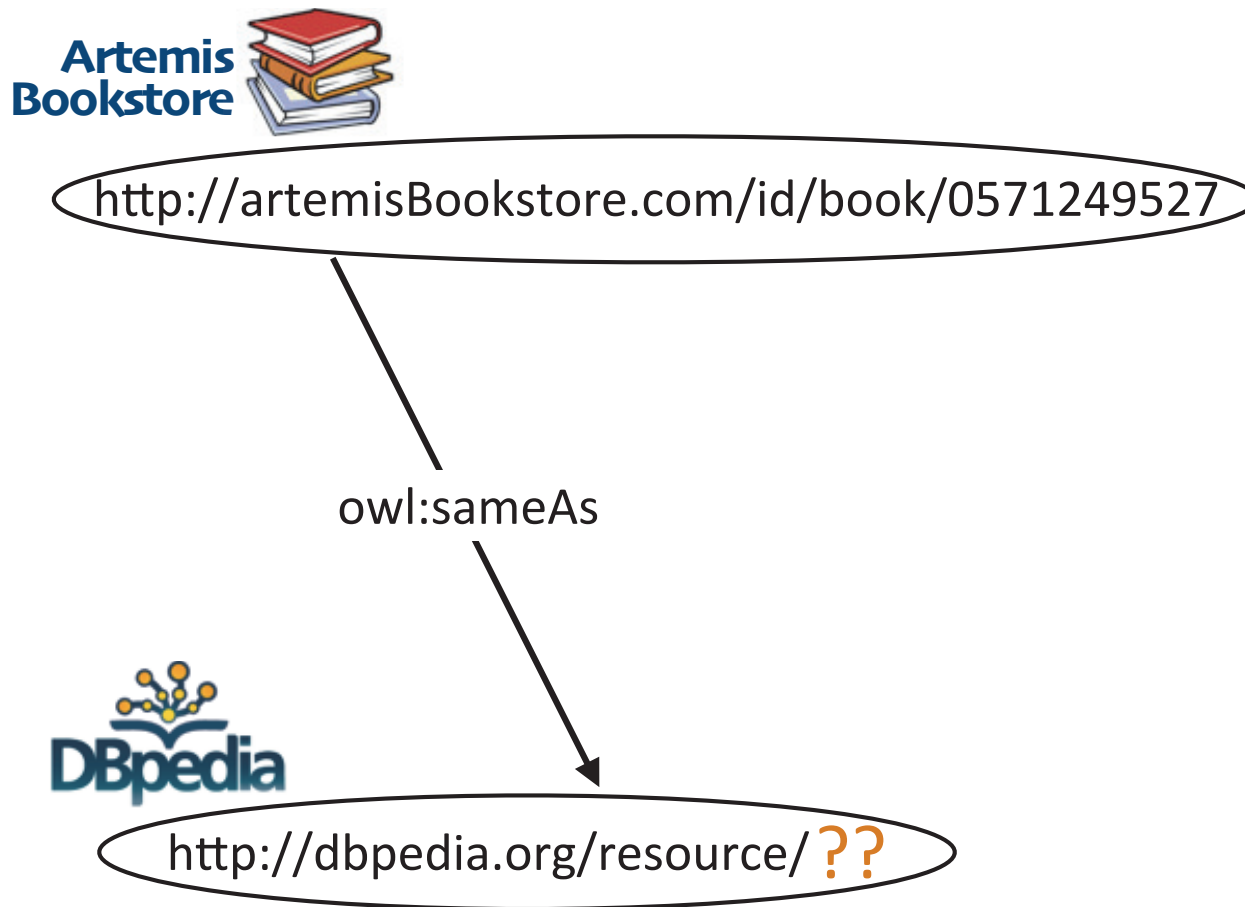 Artemis
Bookstore
http://artemisBookstore.com/id/book/0571249527
owl:sameAs
DBpedia
http://dbpedia.org/resource/??